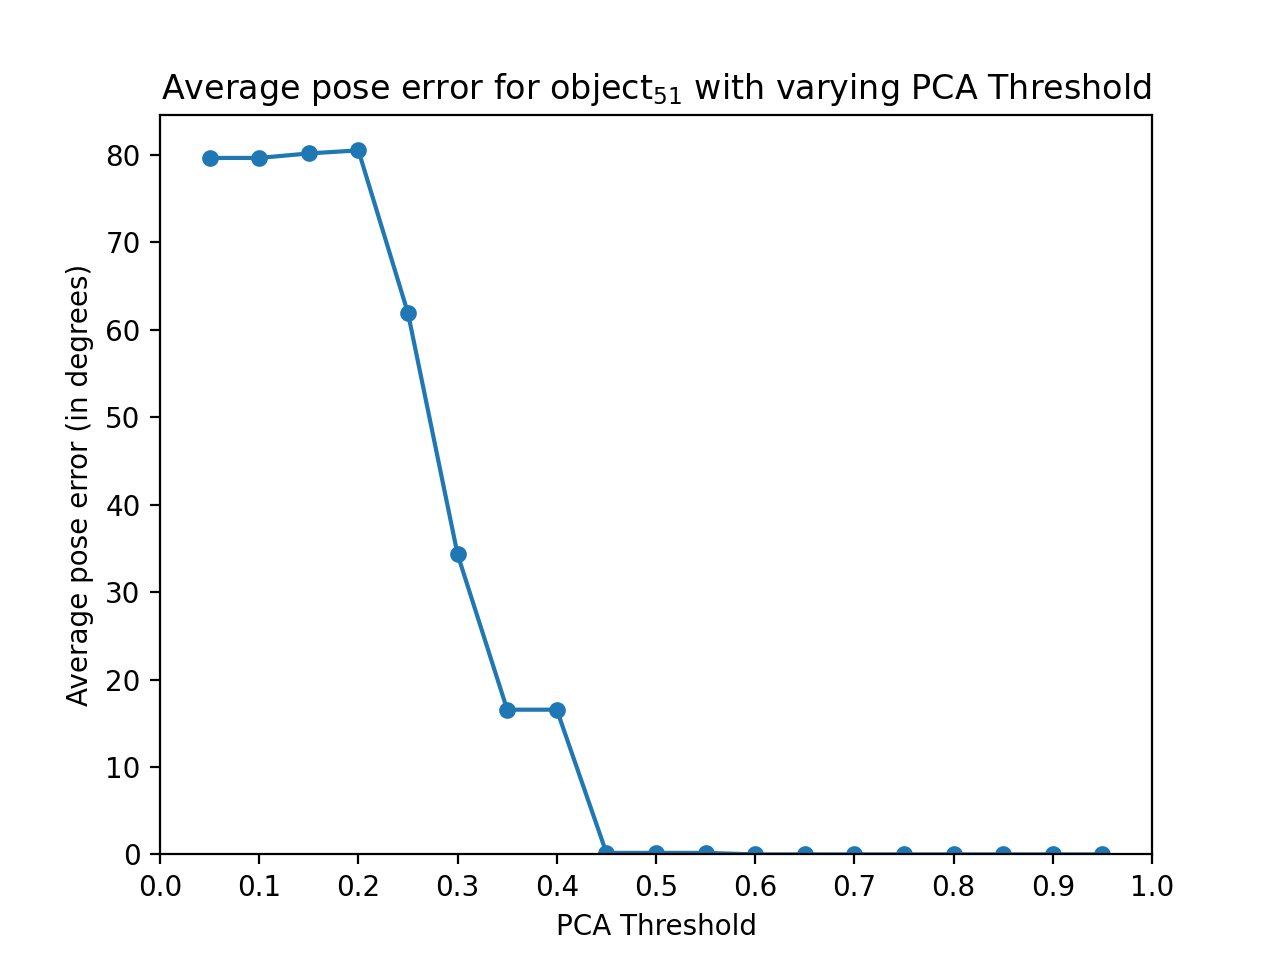 Average pose error for object₅₁ with varying PCA Threshold
Average pose error (in degrees)
80
70
60
50
40
30
20
10
0
0.0 0.1 0.2 0.3 0.4 0.5 0.6 0.7 0.8 0.9 1.0
PCA Threshold